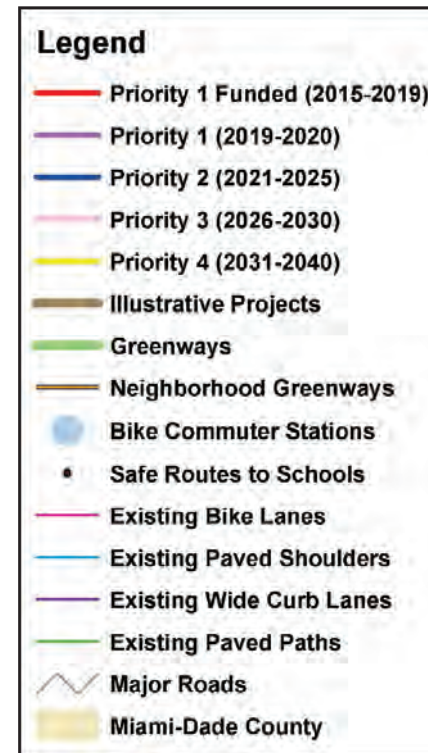 Legend
Priority 1 Funded (2015-2019)
Priority 1 (2019-2020)
Priority 2 (2021-2025)
Priority 3 (2026-2030)
Priority 4 (2031-2040)
Illustrative Projects
Greenways
Neighborhood Greenways
Bike Commuter Stations
Safe Routes to Schools
Existing Bike Lanes
Existing Paved Shoulders
Existing Wide Curb Lanes
Existing Paved Paths
Major Roads
Miami-Dade County